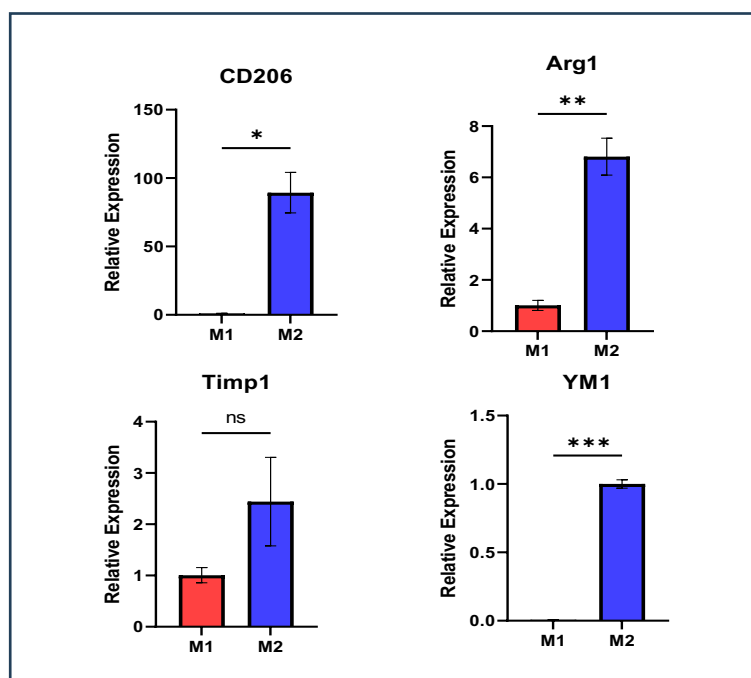 CD206
Relative Expression
150
100
50
0
*
M1 M2
Arg1
Relative Expression
8
6
4
2
0
**
M1 M2
Timp1
Relative Expression
4
3
2
1
0
ns
M1 M2
YM1
Relative Expression
1.5
1.0
0.5
0.0
***
M1 M2